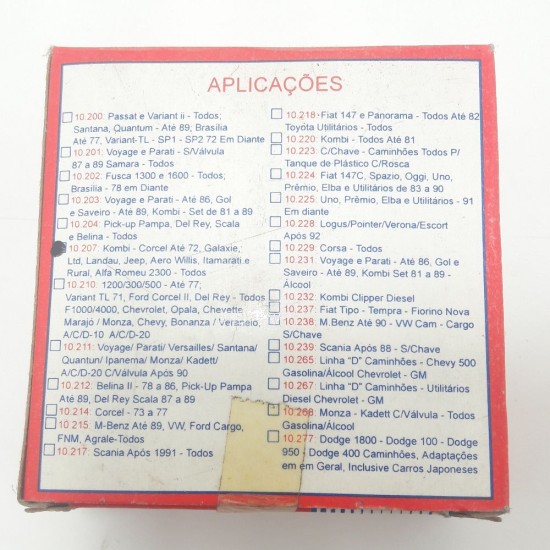 APLICAÇÕES
10.200: Passat e Variant ii - Todos;
Santana, Quantum - Até 89; Brasilia
Até 77, Variant-TL - SP1 - SP2 72 Em Diante
10.201: Voyage e Parati - S/Válvula
87 a 89 Samara - Todos
10.202: Fusca 1300 e 1600 - Todos;
Brasilia - 78 em Diante
10.203: Voyage e Parati - Até 86, Gol
e Saveiro - Até 89, Kombi - Set de 81 a 89
10.204: Pick-up Pampa, Del Rey, Scala
e Belina - Todos
10.207: Kombi - Corcel Até 72, Galaxie,
Ltd, Landau, Jeep, Aero Willis, Itamarati e
Rural, Alfa Romeu 2300 - Todos
10.210: 1200/300/500 - Até 77;
Variant TL 71, Ford Corcel II, Del Rey - Todos
F1000/4000, Chevrolet, Opala, Chevette
Marajo / Monza, Chevy, Bonanza / Veraneio,
A/C/D-10 A/C/D-20
10.211: Voyage/ Parati/ Versailles/ Santana/
Quantun/ Ipanema/ Monza/ Kadett/
A/C/D-20 C/Válvula Após 90
10.212: Belina II - 78 a 86, Pick-Up Pampa
Até 89, Del Rey Scala 87 a 89
10.214: Corcel - 73 a 77
10.215: M-Benz Até 89, VW, Ford Cargo,
FNM, Agrale-Todos
10.217: Scania Após 1991 - Todos
10.218: Fiat 147 e Panorama - Todos Até 82
Toyota Utilitários - Todos
10.220: Kombi - Todos Até 81
10.223: C/Chave - Caminhões Todos P/
Tanque de Plástico C/Rosca
10.224: Fiat 147C, Spazio, Oggi, Uno,
Prêmio, Elba e Utilitários de 83 a 90
10.225: Uno, Prêmio, Elba e Utilitários - 91
Em diante
10.228: Logus/Pointer/Verona/Escort
Após 92
10.229: Corsa - Todos
10.231: Voyage e Parati - Até 86, Gol e
Saveiro - Até 89, Kombi Set 81 a 89 -
Álcool
10.232: Kombi Clipper Diesel
10.237: Fiat Tipo - Tempra - Fiorino Nova
10.238: M.Benz Até 90 - VW Cam - Cargo
S/Chave
10.239: Scania Após 88 - S/Chave
10.265: Linha "D" Caminhões - Chevy 500
Gasolina/Álcool Chevrolet - GM
10.267: Linha "D" Caminhões - Utilitários
Diesel Chevrolet - GM
10.268: Monza - Kadett C/Valvula - Todos
Gasolina/Álcool
10.277: Dodge 1800 - Dodge 100 - Dodge
950 - Dodge 400 Caminhões, Adaptações
em em Geral, Inclusive Carros Japoneses